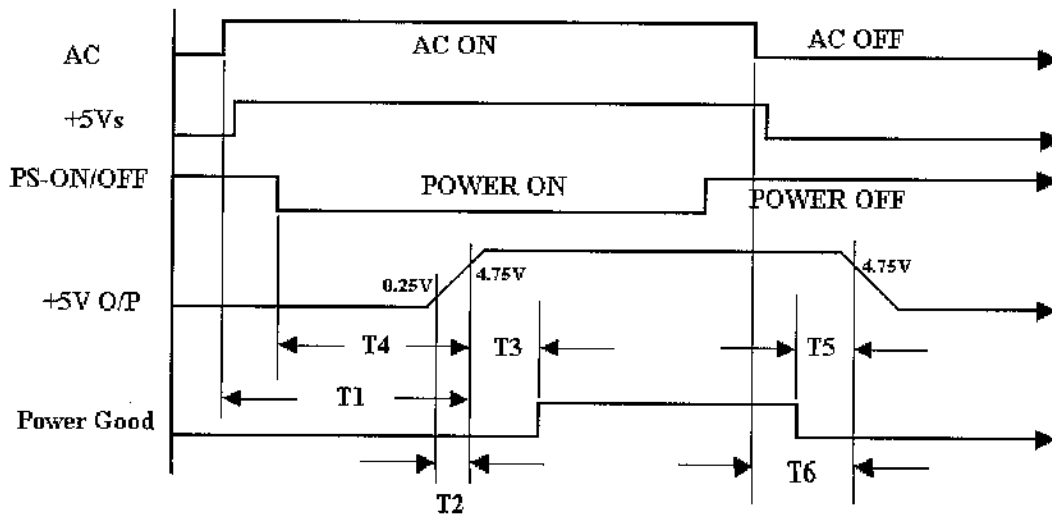 AC
AC ON
AC OFF
+5Vs
PS-ON/OFF
POWER ON
POWER OFF
+5V O/P
0.25V
4.75V
4.75V
T4
T3
T5
T1
Power Good
T2
T6